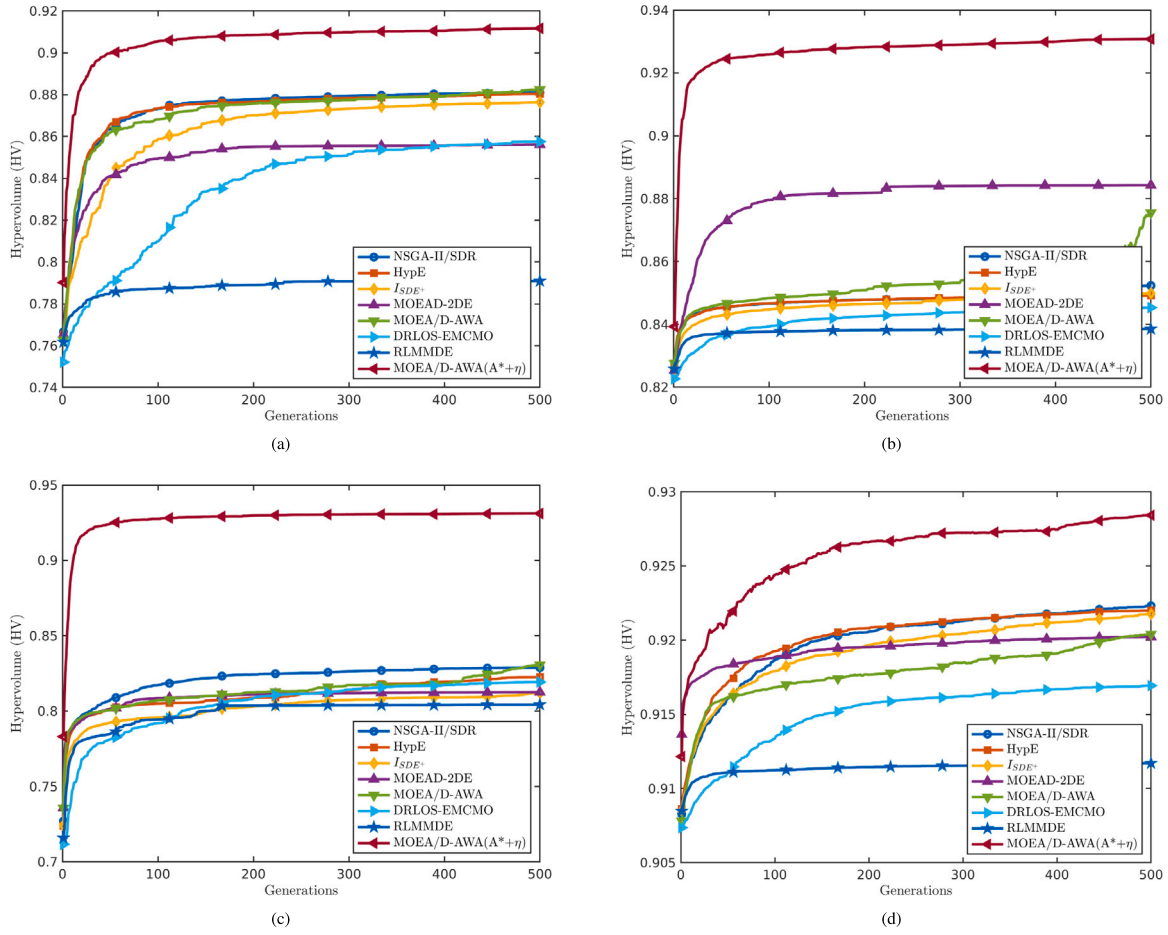 0.92
0.9
0.88
0.86
0.84
0.82
0.8
0.78
0.76
0.74
Hypervolume (HV)
0
100
200
300
400
500
Generations
NSGA-II/SDR
HypE
I_{SDE+}
MOEAD-2DE
MOEA/D-AWA
DRLOS-EMCMO
RLMMDE
MOEA/D-AWA(A*+η)
(a)
0.94
0.92
0.9
0.88
0.86
0.84
0.82
Hypervolume (HV)
0
100
200
300
400
500
Generations
NSGA-II/SDR
HypE
I_{SDE+}
MOEAD-2DE
MOEA/D-AWA
DRLOS-EMCMO
RLMMDE
MOEA/D-AWA(A*+η)
(b)
0.95
0.9
0.85
0.8
0.75
0.7
Hypervolume (HV)
0
100
200
300
400
500
Generations
NSGA-II/SDR
HypE
I_{SDE+}
MOEAD-2DE
MOEA/D-AWA
DRLOS-EMCMO
RLMMDE
MOEA/D-AWA(A*+η)
(c)
0.93
0.925
0.92
0.915
0.91
0.905
Hypervolume (HV)
0
100
200
300
400
500
Generations
NSGA-II/SDR
HypE
I_{SDE+}
MOEAD-2DE
MOEA/D-AWA
DRLOS-EMCMO
RLMMDE
MOEA/D-AWA(A*+η)
(d)